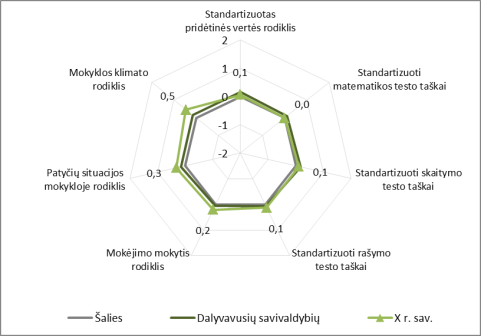 Standartizuotas
pridėtinės vertės rodiklis
2
1
0,1
0
-1
-2
Mokyklos klimato
rodiklis
0,5
Standartizuoti
matematikos testo taškai
0,0
Patyčių situacijos
mokykloje rodiklis
0,3
Standartizuoti skaitymo
testo taškai
0,1
Mokėjimo mokytis
rodiklis
0,2
Standartizuoti rašymo
testo taškai
0,1
Šalies
Dalyvavusių savivaldybių
X r. sav.